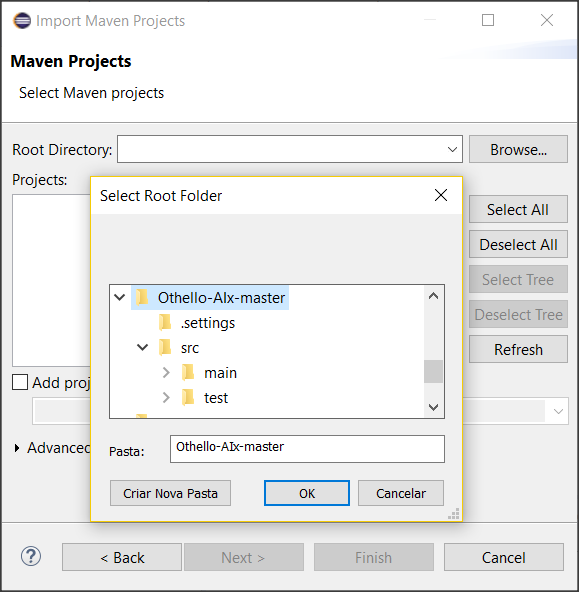 Import Maven Projects
Maven Projects
Select Maven projects
Root Directory:
Browse...
Projects:
Select All
Deselect All
Select Tree
Deselect Tree
Refresh
Select Root Folder
Othello-AIx-master
.settings
src
main
test
Pasta:
Othello-AIx-master
Criar Nova Pasta
OK
Cancelar
Add proj
Advanced
?
< Back
Next >
Finish
Cancel